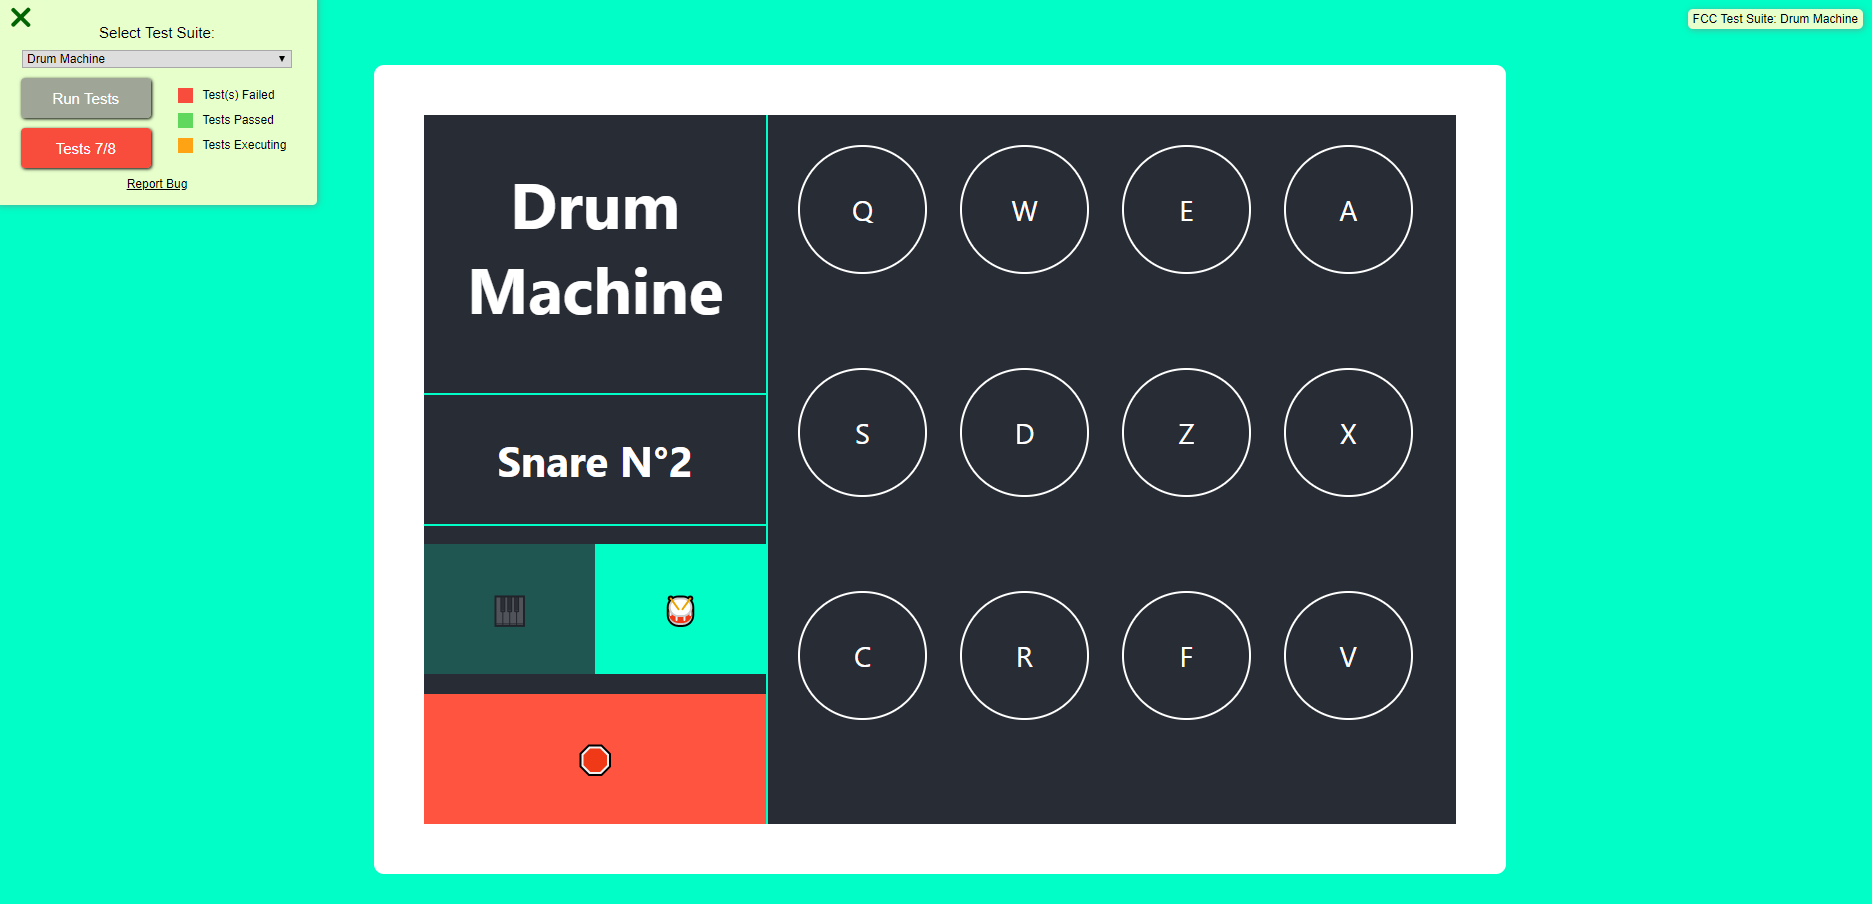 Select Test Suite:
Drum Machine
Run Tests
Tests 7/8
Test(s) Failed
Tests Passed
Tests Executing
Report Bug
FCC Test Suite: Drum Machine
Drum
Machine
Snare N°2
Q W E A
S D Z X
C R F V